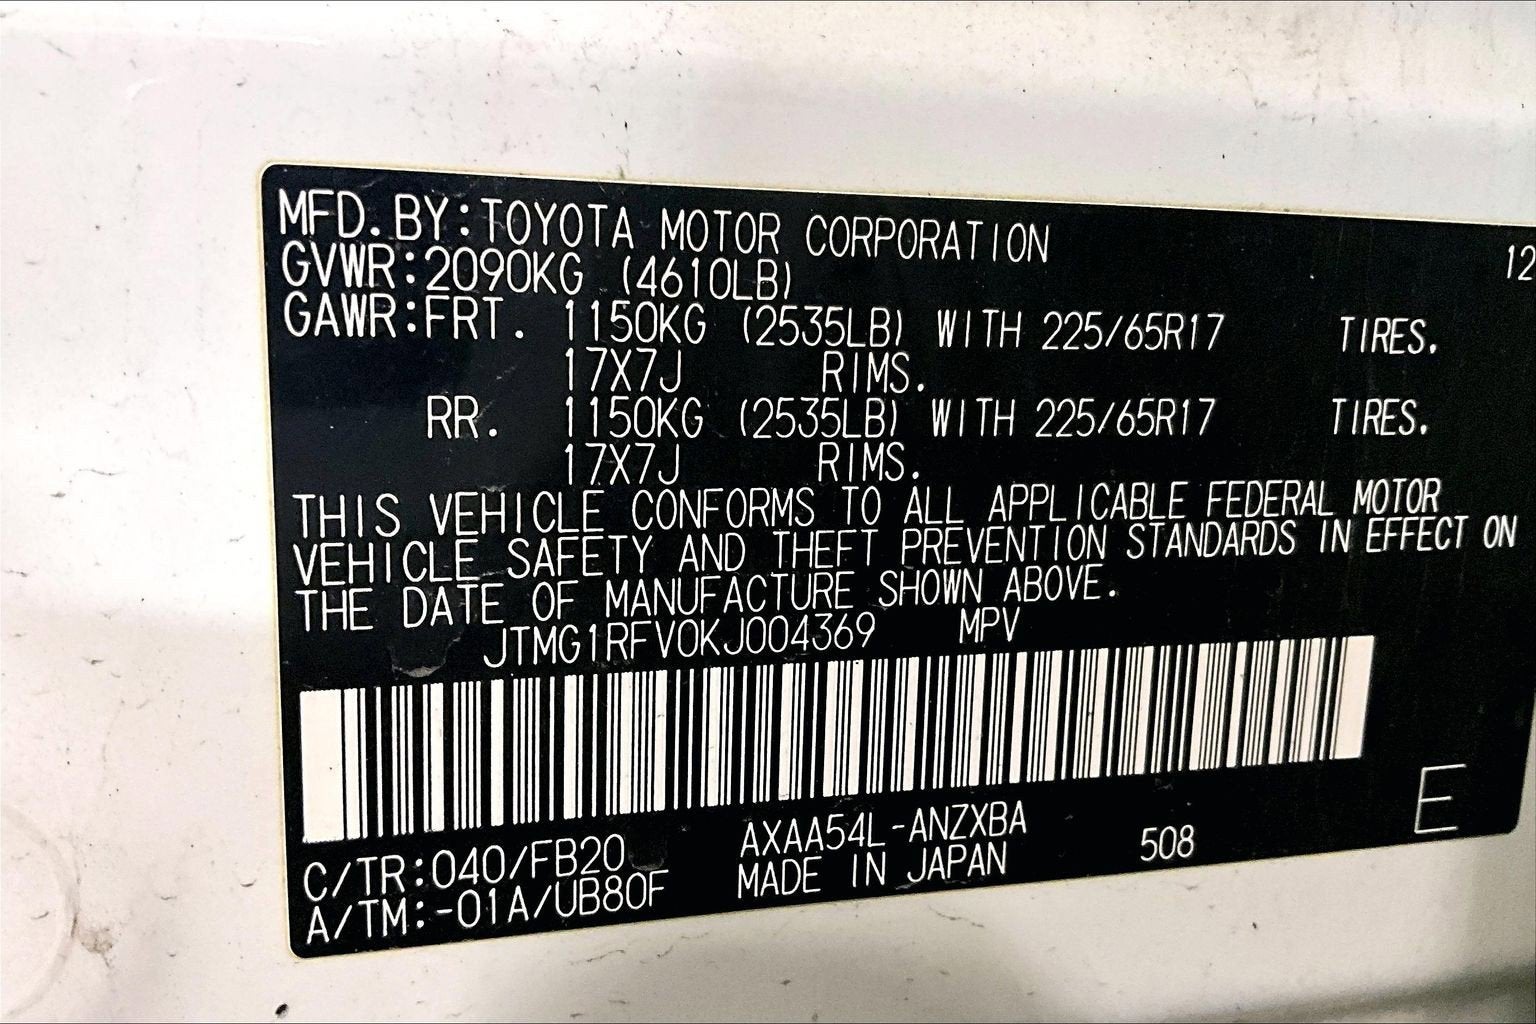 MFD. BY:TOYOTA MOTOR CORPORATION 12
GVWR:2090KG (4610LB)
GAWR:FRT. 1150KG (2535LB) WITH 225/65R17 TIRES.
17X7J RIMS.
RR. 1150KG (2535LB) WITH 225/65R17 TIRES.
17X7J RIMS.
THIS VEHICLE CONFORMS TO ALL APPLICABLE FEDERAL MOTOR
VEHICLE SAFETY AND THEFT PREVENTION STANDARDS IN EFFECT ON
THE DATE OF MANUFACTURE SHOWN ABOVE.
JTMG1RFV0KJ004369 MPV
E
C/TR:040/FB20 AXAA54L-ANZXBA
A/TM:-01A/UB80F MADE IN JAPAN 508